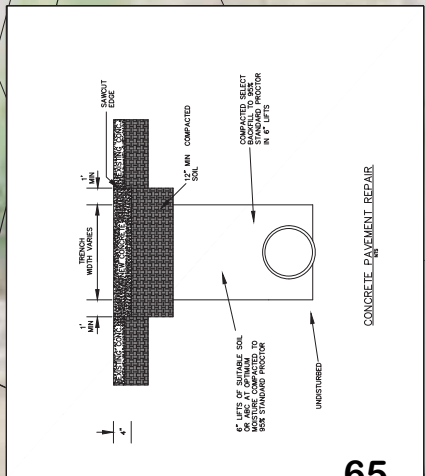 SAWCUT
EDGE
1'
MIN
TRENCH
WIDTH VARIES
1'
MIN
EXISTING CONC.
NEW CONCRETE
EXISTING CONC.
4"
12" MIN COMPACTED
SOIL
COMPACTED SELECT
BACKFILL TO 95%
STANDARD PROCTOR
IN 6" LIFTS
6" LIFTS OF SUITABLE SOIL
OR ABC AT OPTIMUM
MOISTURE COMPACTED TO
95% STANDARD PROCTOR
UNDISTURBED
CONCRETE PAVEMENT REPAIR
NTS
65